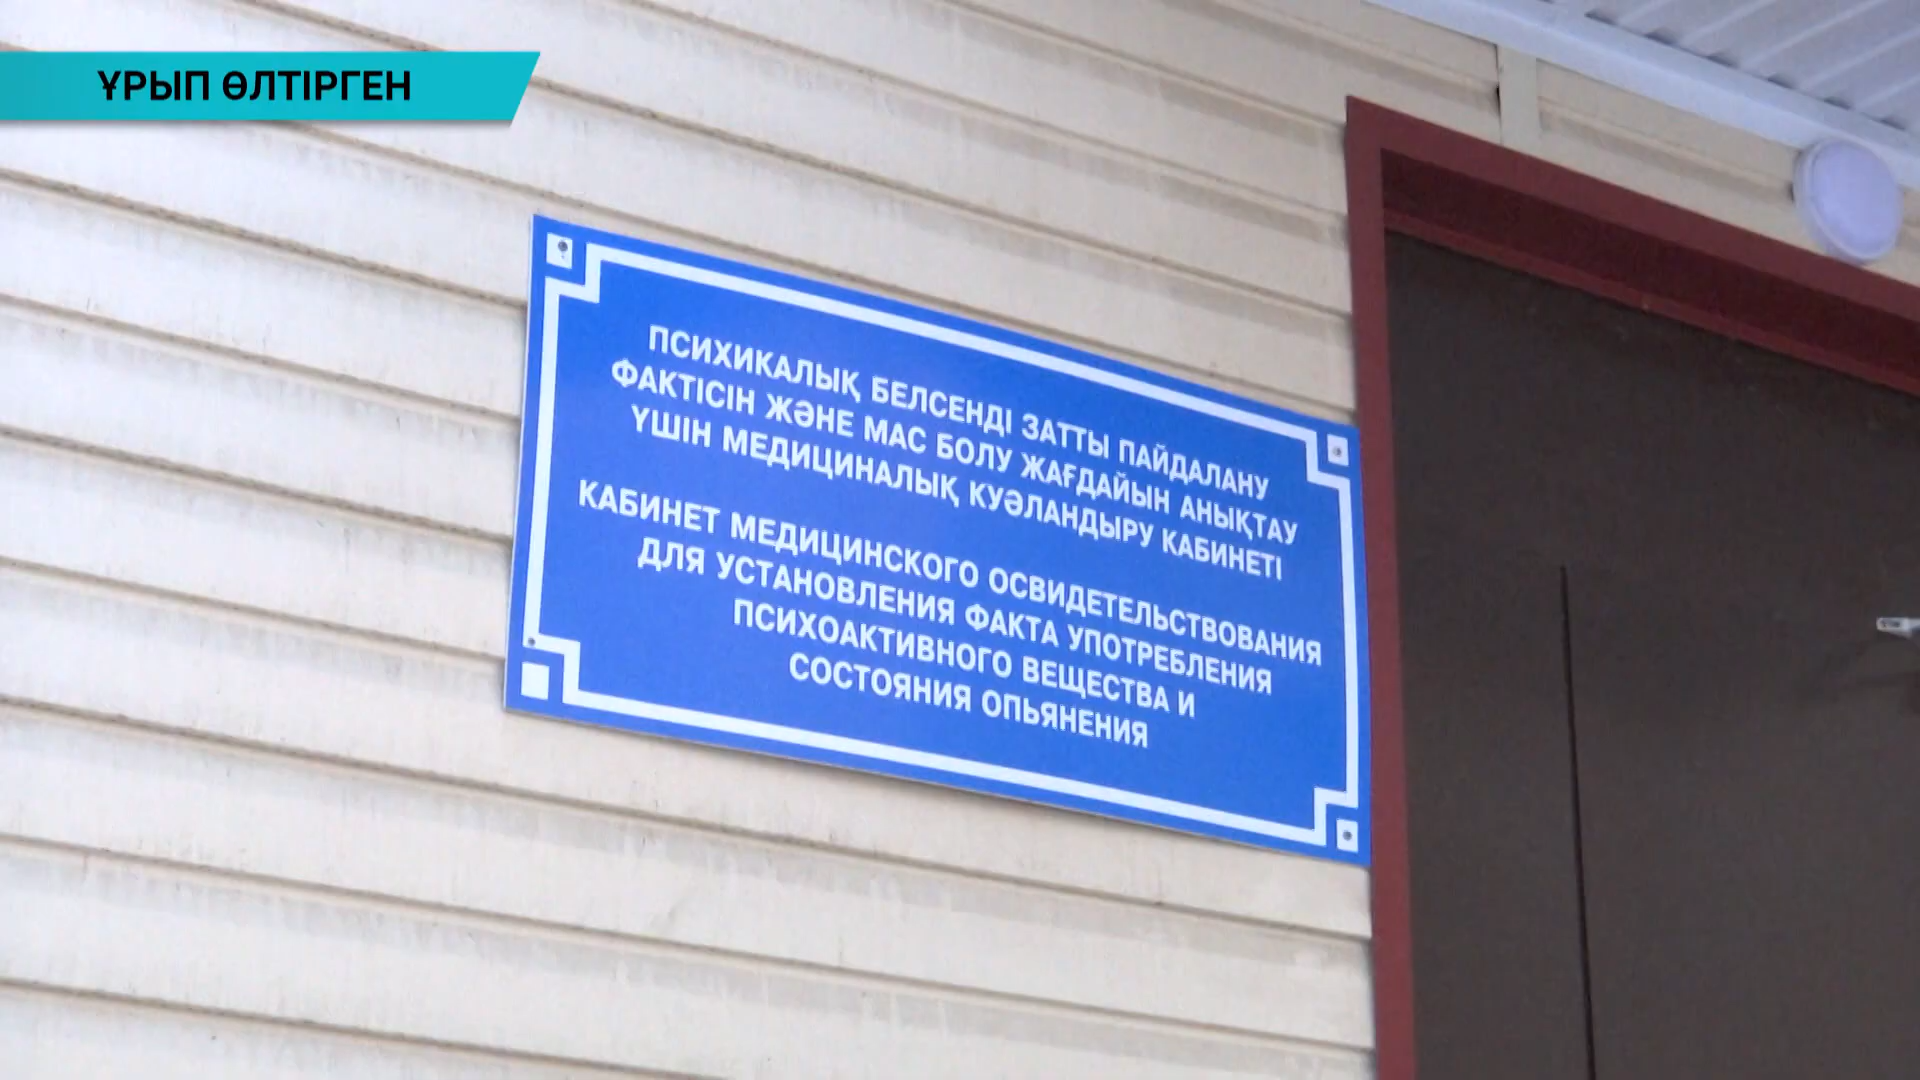 ҰРЫП ӨЛТІРГЕН
ПСИХИКАЛЫҚ БЕЛСЕНДІ ЗАТТЫ ПАЙДАЛАНУ
ФАКТІСІН ЖӘНЕ МАС БОЛУ ЖАҒДАЙЫН АНЫҚТАУ
ҮШІН МЕДИЦИНАЛЫҚ КУӘЛАНДЫРУ КАБИНЕТІ
КАБИНЕТ МЕДИЦИНСКОГО ОСВИДЕТЕЛЬСТВОВАНИЯ
ДЛЯ УСТАНОВЛЕНИЯ ФАКТА УПОТРЕБЛЕНИЯ
ПСИХОАКТИВНОГО ВЕЩЕСТВА И
СОСТОЯНИЯ ОПЬЯНЕНИЯ